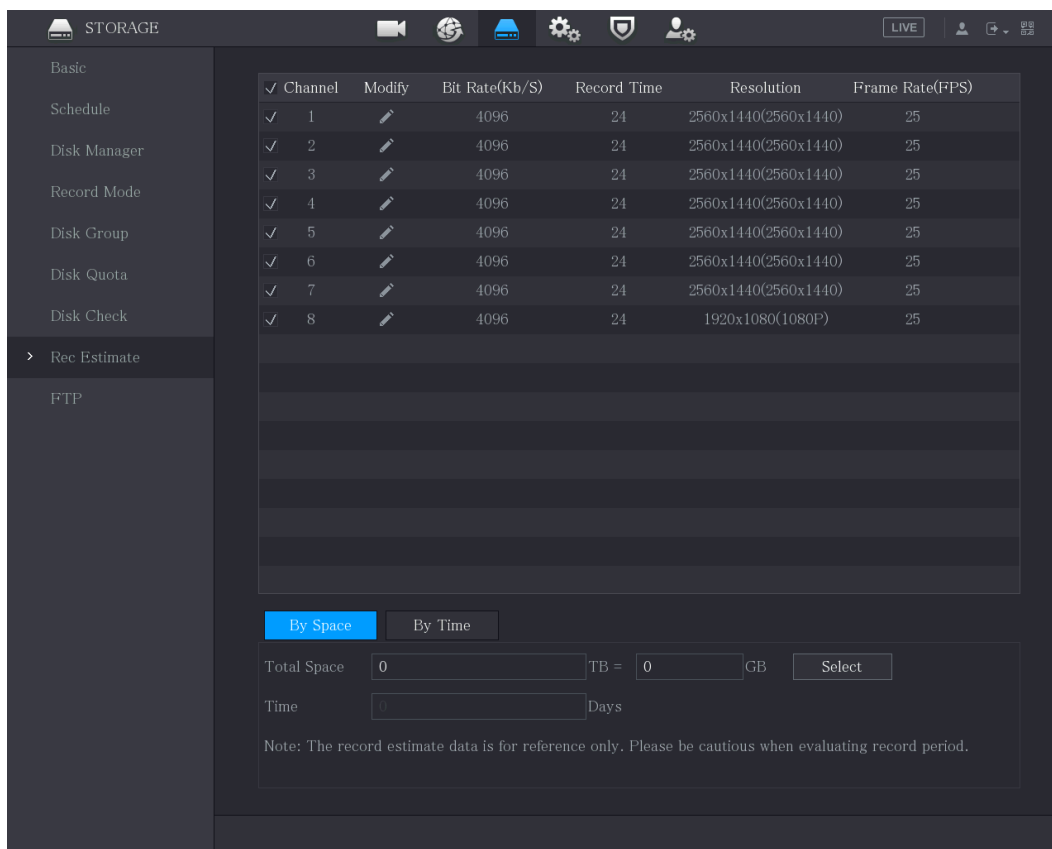 STORAGE LIVE
Basic
Schedule
Disk Manager
Record Mode
Disk Group
Disk Quota
Disk Check
Rec Estimate
FTP
Channel Modify Bit Rate(Kb/S) Record Time Resolution Frame Rate(FPS)
1 4096 24 2560x1440(2560x1440) 25
2 4096 24 2560x1440(2560x1440) 25
3 4096 24 2560x1440(2560x1440) 25
4 4096 24 2560x1440(2560x1440) 25
5 4096 24 2560x1440(2560x1440) 25
6 4096 24 2560x1440(2560x1440) 25
7 4096 24 2560x1440(2560x1440) 25
8 4096 24 1920x1080(1080P) 25
By Space By Time
Total Space 0 TB = 0 GB Select
Time 0 Days
Note: The record estimate data is for reference only. Please be cautious when evaluating record period.